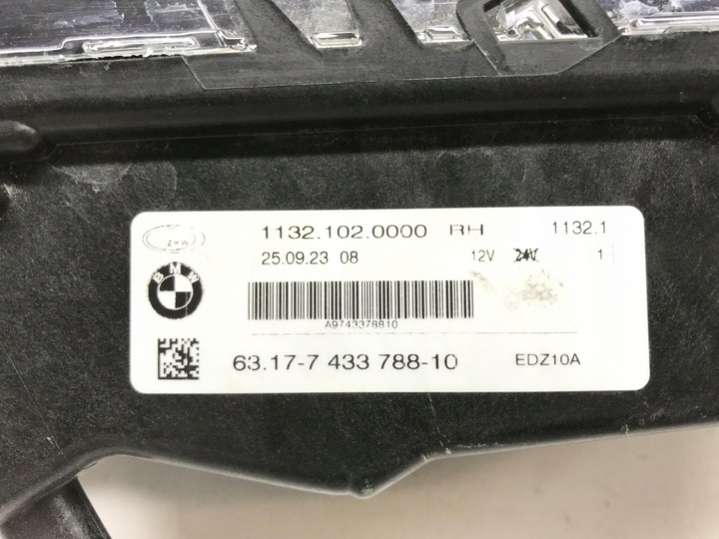 1132.102.0000 RH 1132.1
25.09.23 08 12V 24V 1
BMW
A9743378810
63.17-7 433 788-10 EDZ10A